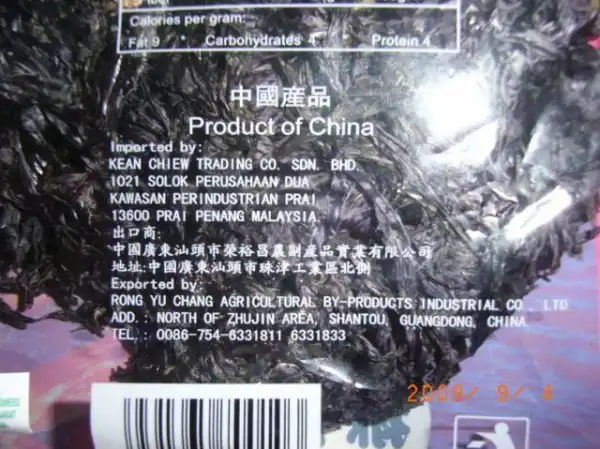 Calories per gram:
Fat 9 * Carbohydrates 4 Protein 4
中國產品
Product of China
Imported by:
KEAN CHIEW TRADING CO. SDN. BHD.
1021 SOLOK PERUSAHAAN DUA
KAWASAN PERINDUSTRIAN PRAI
13600 PRAI PENANG MALAYSIA.
出口商:
中國廣東汕頭市榮裕昌農副產品實業有限公司
地址:中國廣東汕頭市珠津工業區北側
Exported by:
RONG YU CHANG AGRICULTURAL BY-PRODUCTS INDUSTRIAL CO., LTD
ADD.: NORTH OF ZHUJIN AREA, SHANTOU, GUANGDONG, CHINA
TEL.: 0086-754-6331811 6331833
2008/ 9/ 4